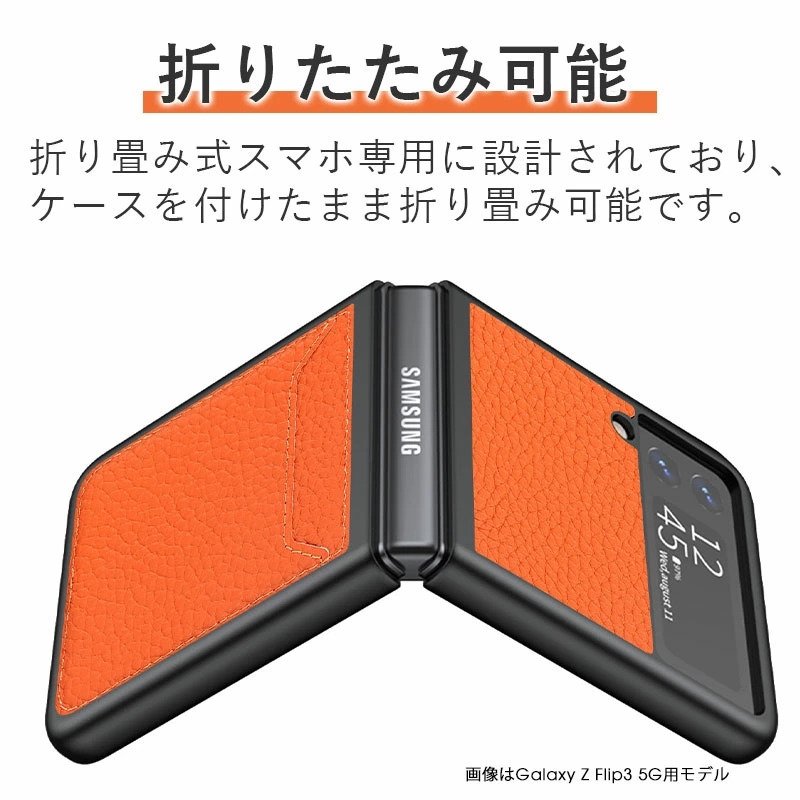 折りたたみ可能
折り畳み式スマホ専用に設計されており、
ケースを付けたまま折り畳み可能です。
SAMSUNG
12
45
97%
Wed,august 11
画像はGalaxy Z Flip3 5G用モデル